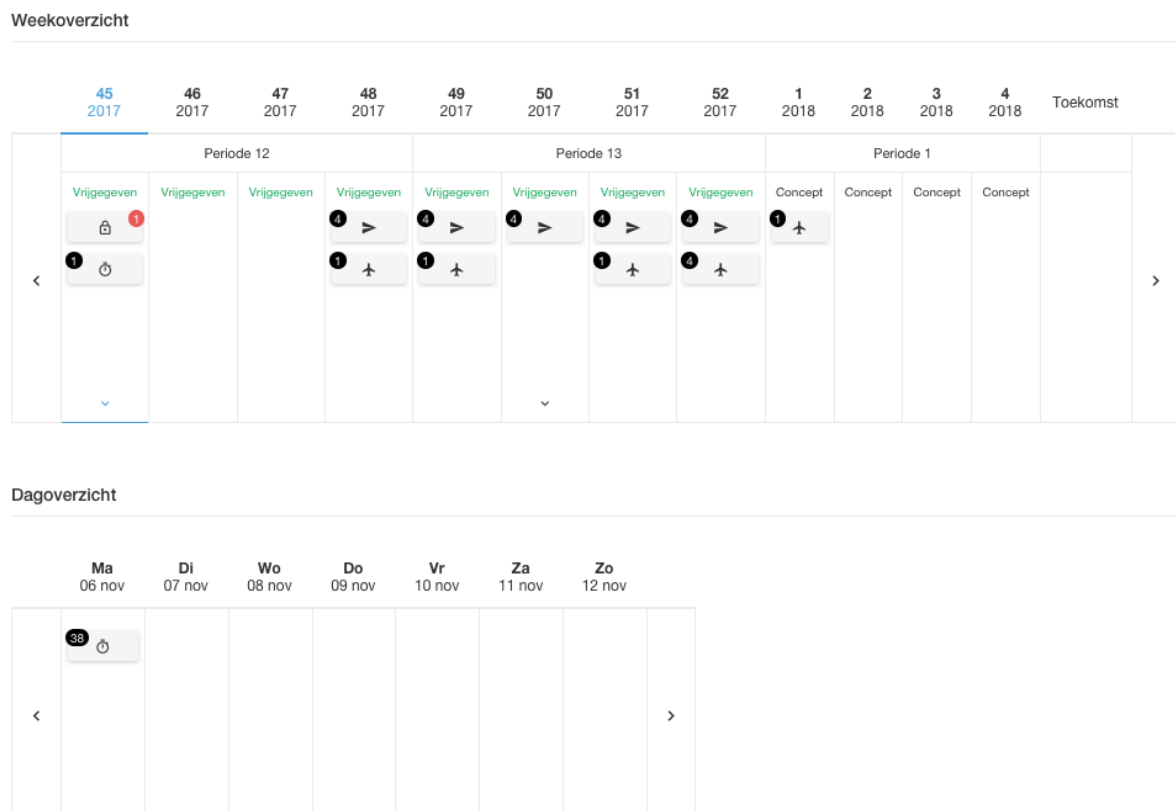 Weekoverzicht
45 46 47 48 49 50 51 52 1 2 3 4
2017 2017 2017 2017 2017 2017 2017 2017 2018 2018 2018 2018 Toekomst
Periode 12 Periode 13 Periode 1
Vrijgegeven Vrijgegeven Vrijgegeven Vrijgegeven Vrijgegeven Vrijgegeven Vrijgegeven Vrijgegeven Concept Concept Concept Concept
1 4 4 4 4 4 1
1 1 1 1 4
Dagoverzicht
Ma Di Wo Do Vr Za Zo
06 nov 07 nov 08 nov 09 nov 10 nov 11 nov 12 nov
38